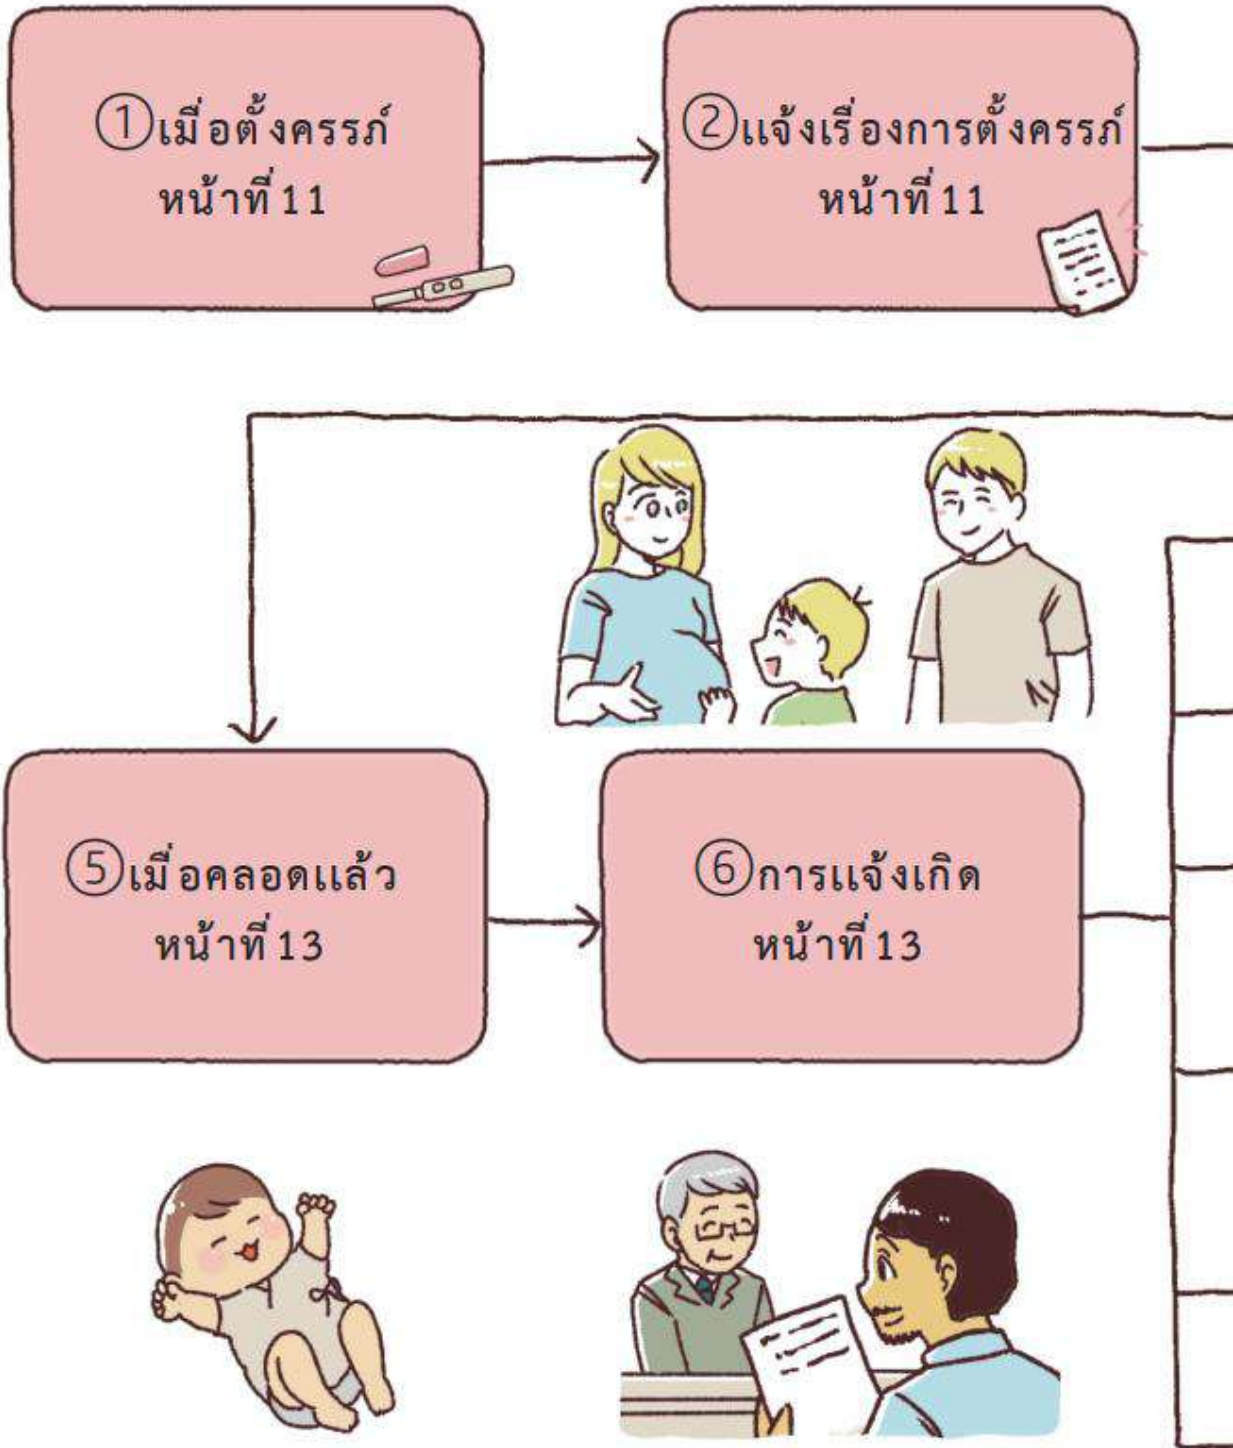 ①เมื่อตั้งครรภ์
หน้าที่ 11
②แจ้งเรื่องการตั้งครรภ์
หน้าที่ 11
⑤เมื่อคลอดแล้ว
หน้าที่ 13
⑥การแจ้งเกิด
หน้าที่ 13